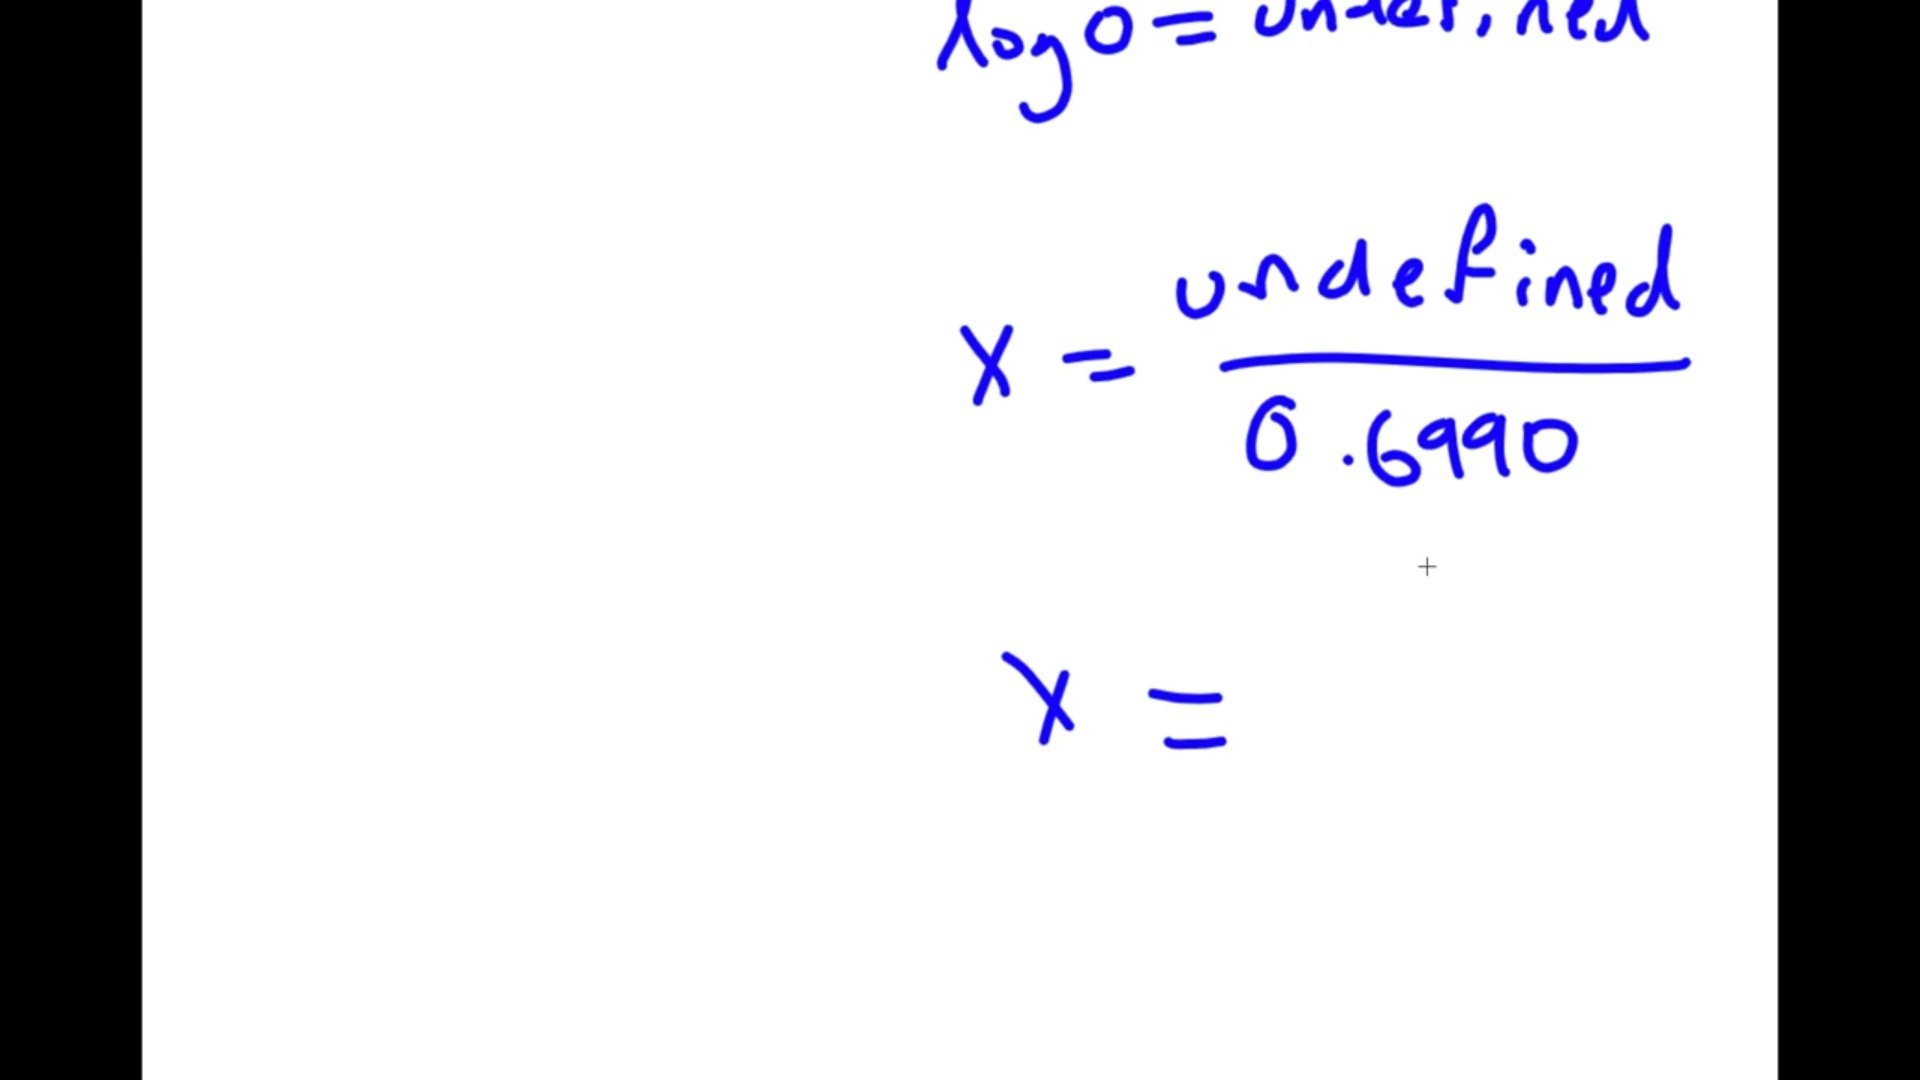 log 0 = undefined
x = undefined / 0.6990
x =